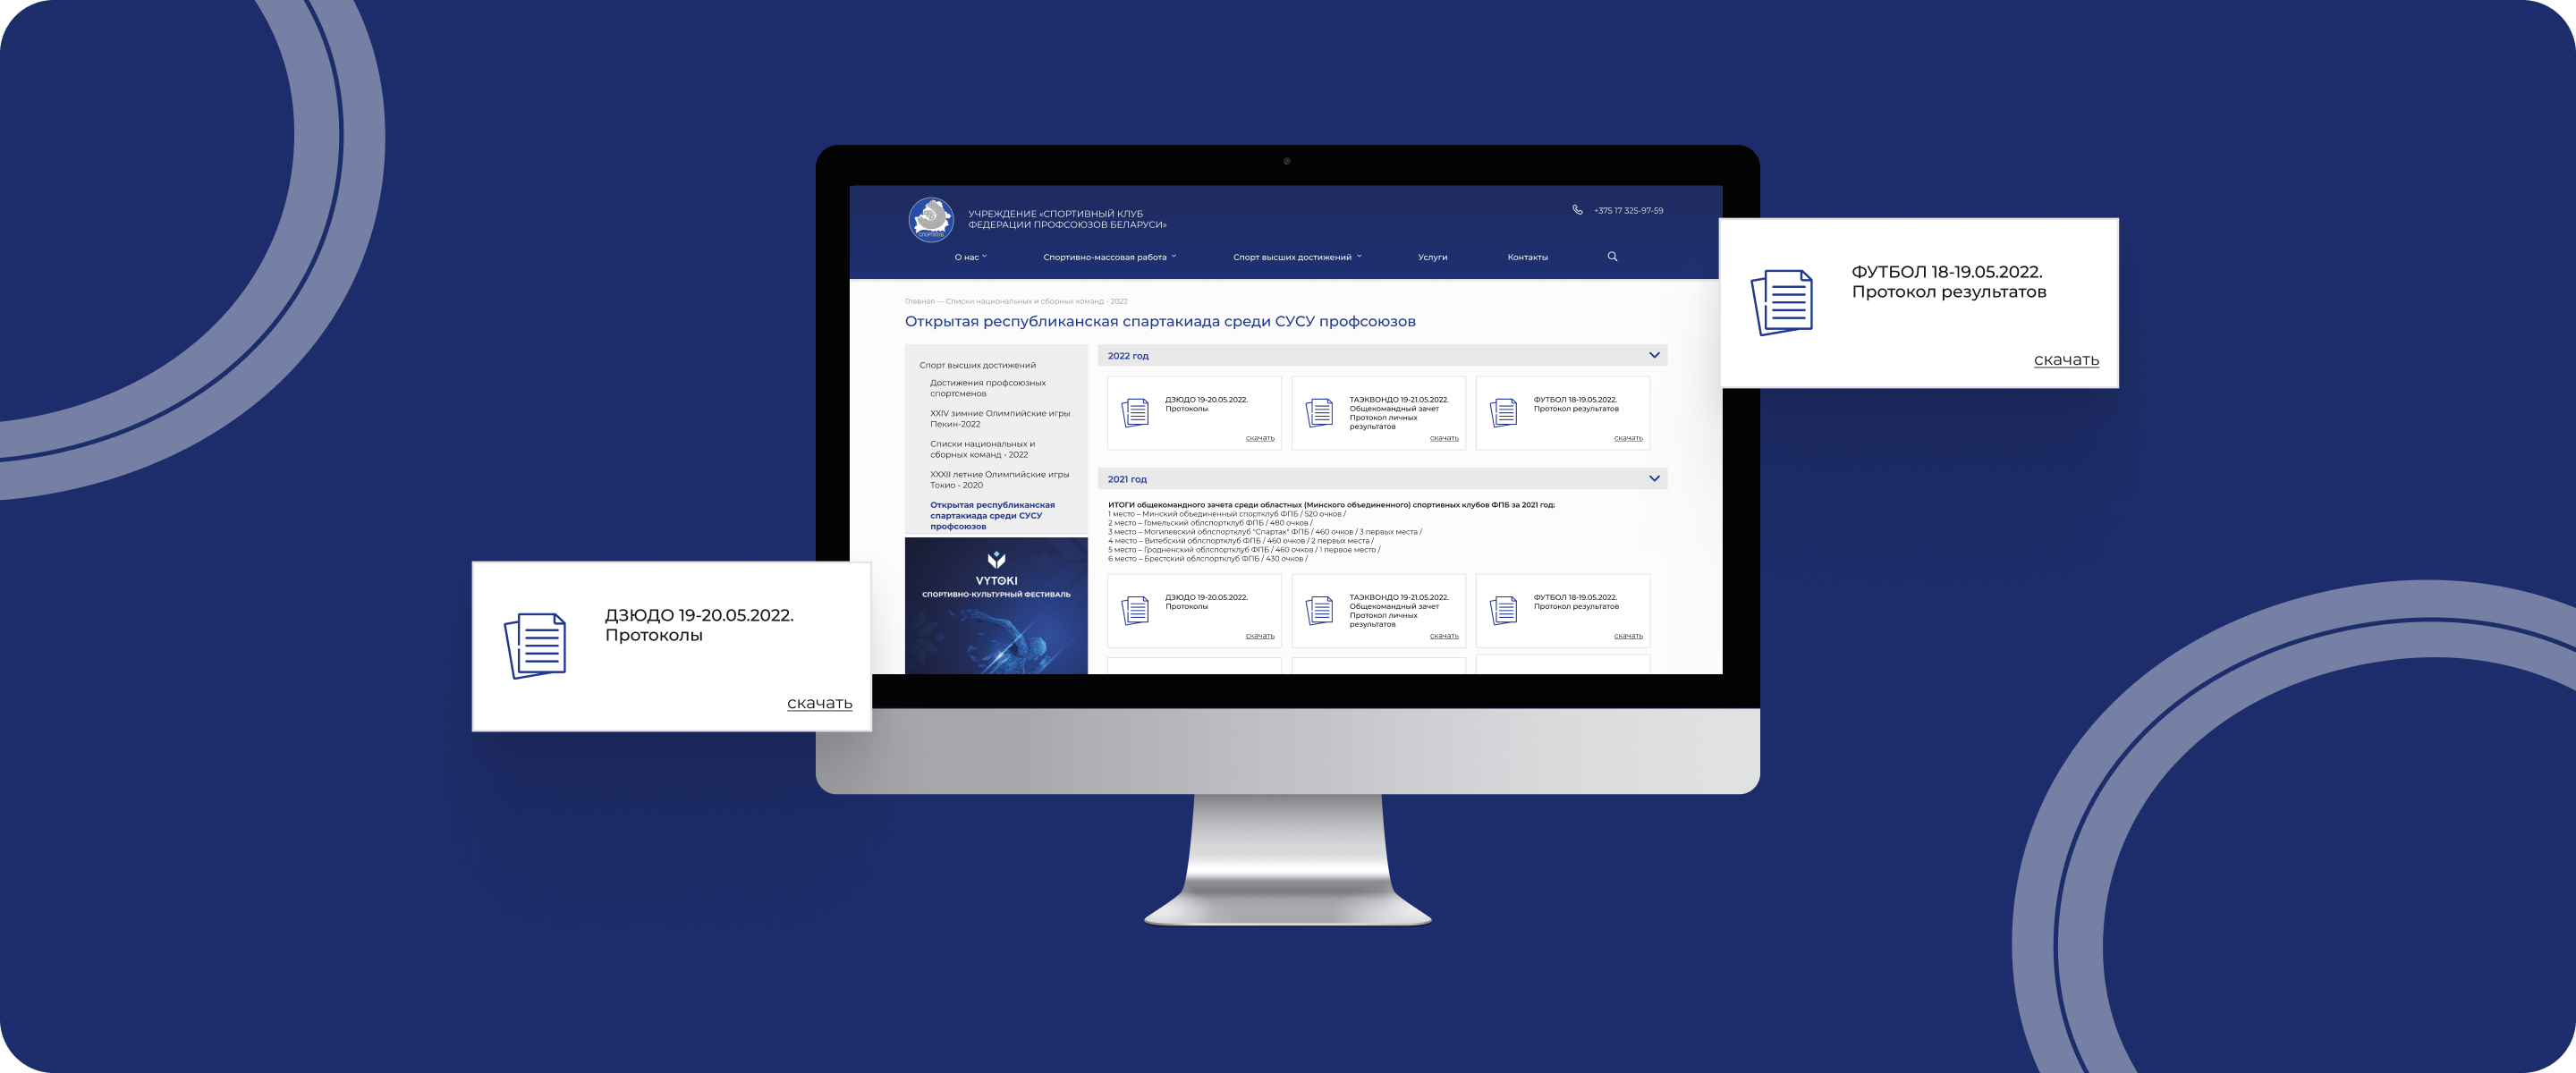 СПОРТКЛУБ
УЧРЕЖДЕНИЕ «СПОРТИВНЫЙ КЛУБ
ФЕДЕРАЦИИ ПРОФСОЮЗОВ БЕЛАРУСИ»
+375 17 325-97-59
О нас
Спортивно-массовая работа
Спорт высших достижений
Услуги
Контакты
Главная — Списки национальных и сборных команд - 2022
Открытая республиканская спартакиада среди СУСУ профсоюзов
Спорт высших достижений
Достижения профсоюзных
спортсменов
XXIV зимние Олимпийские игры
Пекин-2022
Списки национальных и
сборных команд - 2022
XXXII летние Олимпийские игры
Токио - 2020
Открытая республиканская
спартакиада среди СУСУ
профсоюзов
VYTOKI
СПОРТИВНО-КУЛЬТУРНЫЙ ФЕСТИВАЛЬ
2022 год
ДЗЮДО 19-20.05.2022.
Протоколы
скачать
ТАЭКВОНДО 19-21.05.2022.
Общекомандный зачет
Протокол личных
результатов
скачать
ФУТБОЛ 18-19.05.2022.
Протокол результатов
скачать
2021 год
ИТОГИ общекомандного зачета среди областных (Минского объединенного) спортивных клубов ФПБ за 2021 год:
1 место – Минский объединенный спортклуб ФПБ / 520 очков /
2 место – Гомельский облспортклуб ФПБ / 480 очков /
3 место – Могилевский облспортклуб "Спартак" ФПБ / 460 очков / 3 первых места /
4 место – Витебский облспортклуб ФПБ / 460 очков / 2 первых места /
5 место – Гродненский облспортклуб ФПБ / 460 очков / 1 первое место /
6 место – Брестский облспортклуб ФПБ / 430 очков /
ДЗЮДО 19-20.05.2022.
Протоколы
скачать
ТАЭКВОНДО 19-21.05.2022.
Общекомандный зачет
Протокол личных
результатов
скачать
ФУТБОЛ 18-19.05.2022.
Протокол результатов
скачать
ФУТБОЛ 18-19.05.2022.
Протокол результатов
скачать
ДЗЮДО 19-20.05.2022.
Протоколы
скачать